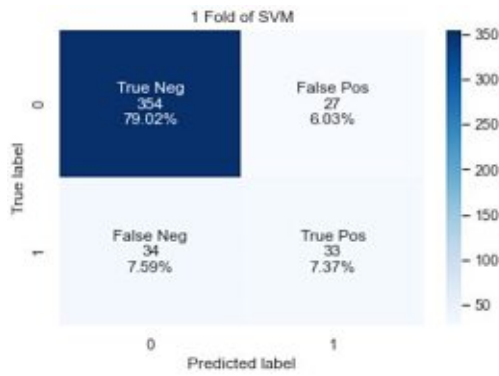 1 Fold of SVM
True Neg
354
79.02%
False Pos
27
6.03%
False Neg
34
7.59%
True Pos
33
7.37%
True label
0
1
0
1
Predicted label
350
300
250
200
150
100
50